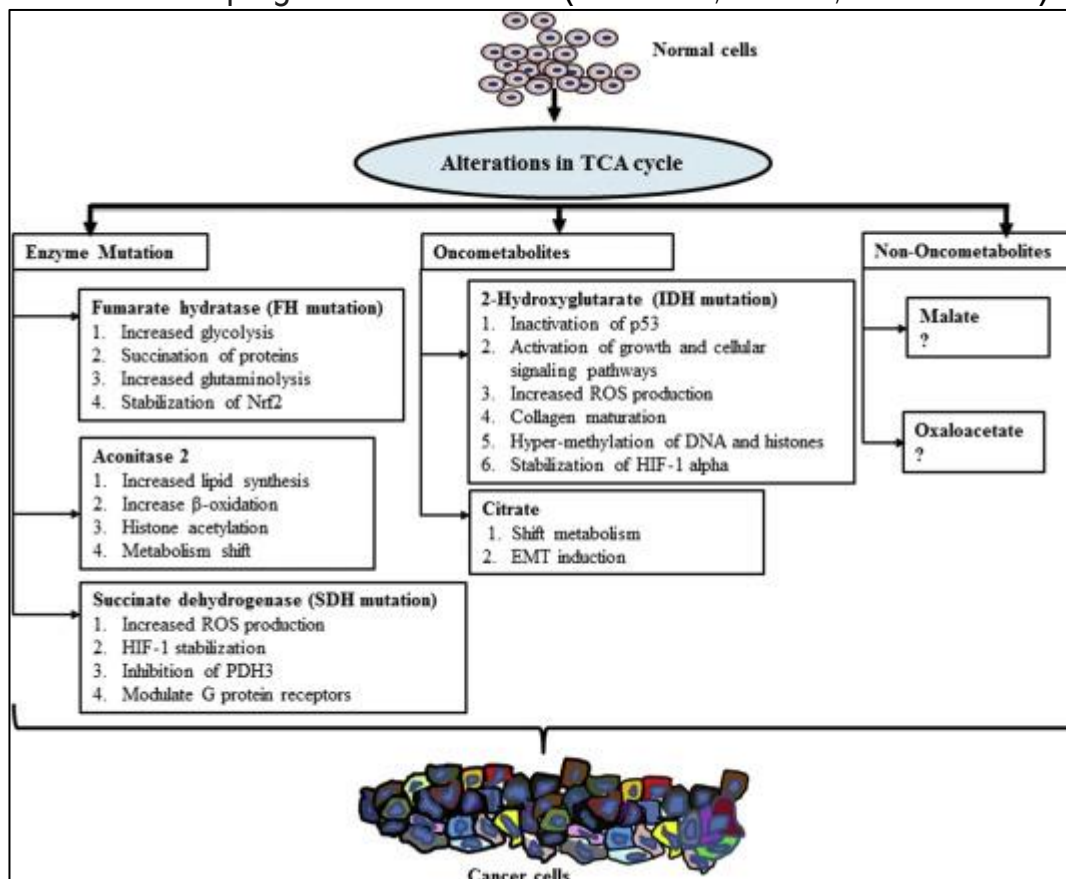 Normal cells
Alterations in TCA cycle
Enzyme Mutation
Fumarate hydratase (FH mutation)
1. Increased glycolysis
2. Succination of proteins
3. Increased glutaminolysis
4. Stabilization of Nrf2
Aconitase 2
1. Increased lipid synthesis
2. Increase β-oxidation
3. Histone acetylation
4. Metabolism shift
Succinate dehydrogenase (SDH mutation)
1. Increased ROS production
2. HIF-1 stabilization
3. Inhibition of PDH3
4. Modulate G protein receptors
Oncometabolites
2-Hydroxyglutarate (IDH mutation)
1. Inactivation of p53
2. Activation of growth and cellular
signaling pathways
3. Increased ROS production
4. Collagen maturation
5. Hyper-methylation of DNA and histones
6. Stabilization of HIF-1 alpha
Citrate
1. Shift metabolism
2. EMT induction
Non-Oncometabolites
Malate
?
Oxaloacetate
?
Cancer cells